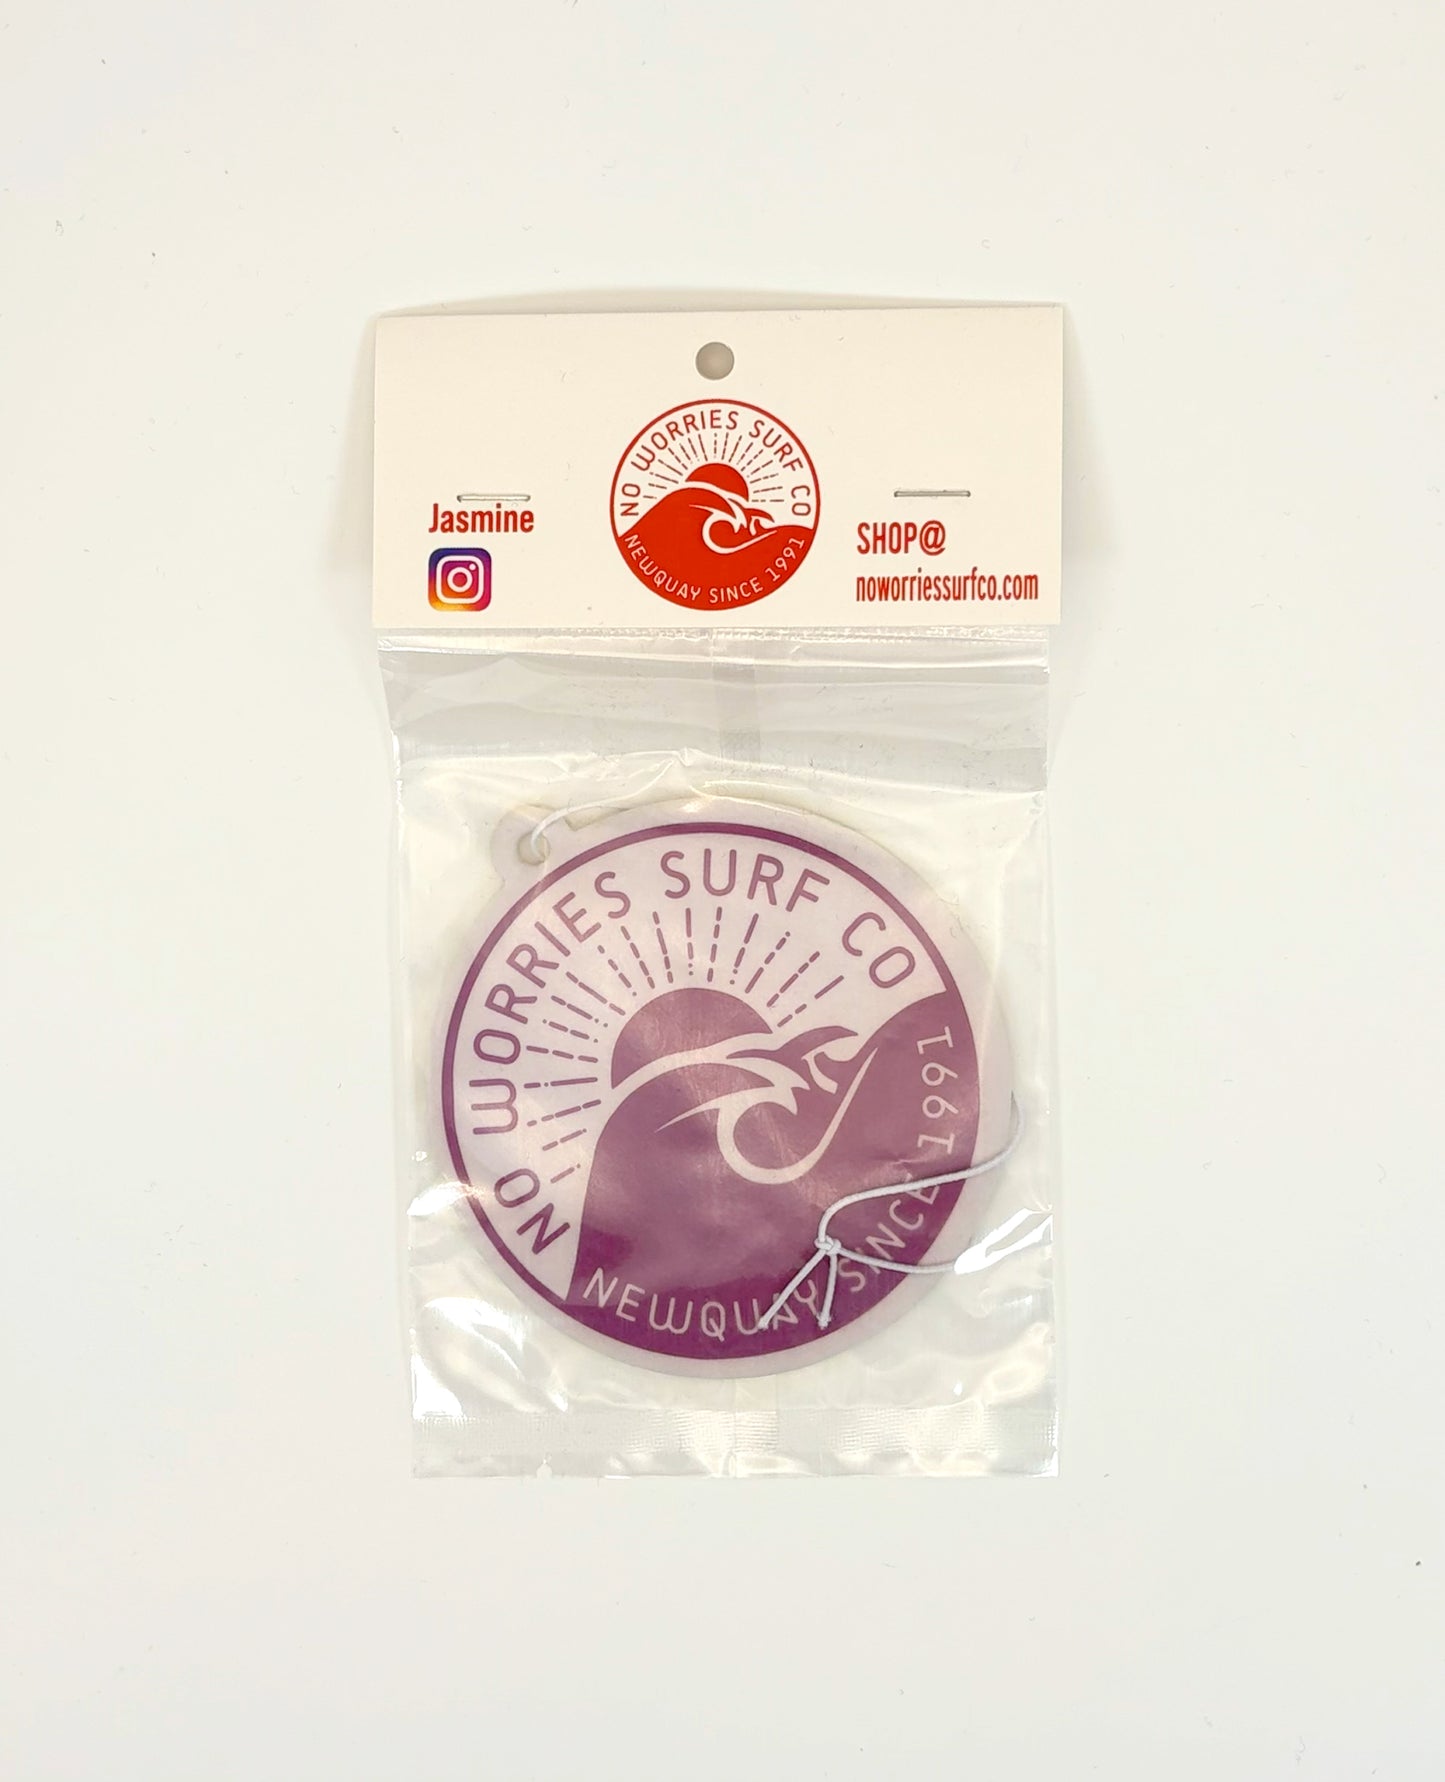 NO WORRIES SURF CO
NEWQUAY SINCE 1991
Jasmine
SHOP@
noworriessurfco.com
NO WORRIES SURF CO
NEWQUAY SINCE 1991